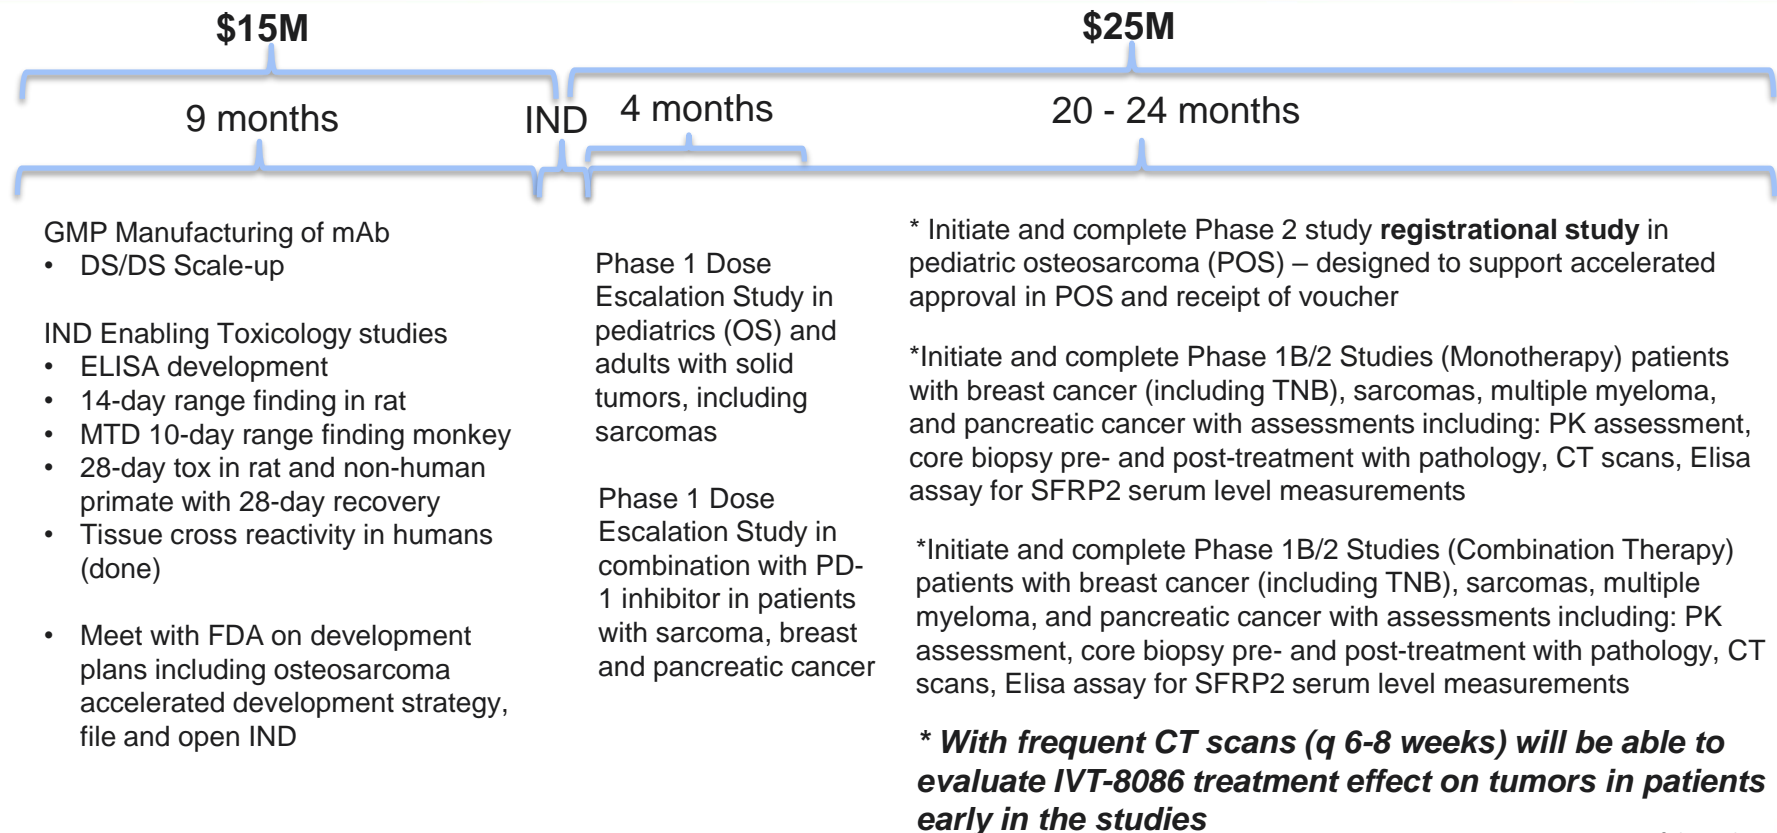 $15M
$25M
9 months
IND
4 months
20 - 24 months
GMP Manufacturing of mAb
• DS/DS Scale-up
IND Enabling Toxicology studies
• ELISA development
• 14-day range finding in rat
• MTD 10-day range finding monkey
• 28-day tox in rat and non-human
primate with 28-day recovery
• Tissue cross reactivity in humans
(done)
• Meet with FDA on development
plans including osteosarcoma
accelerated development strategy,
file and open IND
Phase 1 Dose
Escalation Study in
pediatrics (OS) and
adults with solid
tumors, including
sarcomas
Phase 1 Dose
Escalation Study in
combination with PD-
1 inhibitor in patients
with sarcoma, breast
and pancreatic cancer
* Initiate and complete Phase 2 study registrational study in
pediatric osteosarcoma (POS) – designed to support accelerated
approval in POS and receipt of voucher
*Initiate and complete Phase 1B/2 Studies (Monotherapy) patients
with breast cancer (including TNB), sarcomas, multiple myeloma,
and pancreatic cancer with assessments including: PK assessment,
core biopsy pre- and post-treatment with pathology, CT scans, Elisa
assay for SFRP2 serum level measurements
*Initiate and complete Phase 1B/2 Studies (Combination Therapy)
patients with breast cancer (including TNB), sarcomas, multiple
myeloma, and pancreatic cancer with assessments including: PK
assessment, core biopsy pre- and post-treatment with pathology, CT
scans, Elisa assay for SFRP2 serum level measurements
* With frequent CT scans (q 6-8 weeks) will be able to
evaluate IVT-8086 treatment effect on tumors in patients
early in the studies